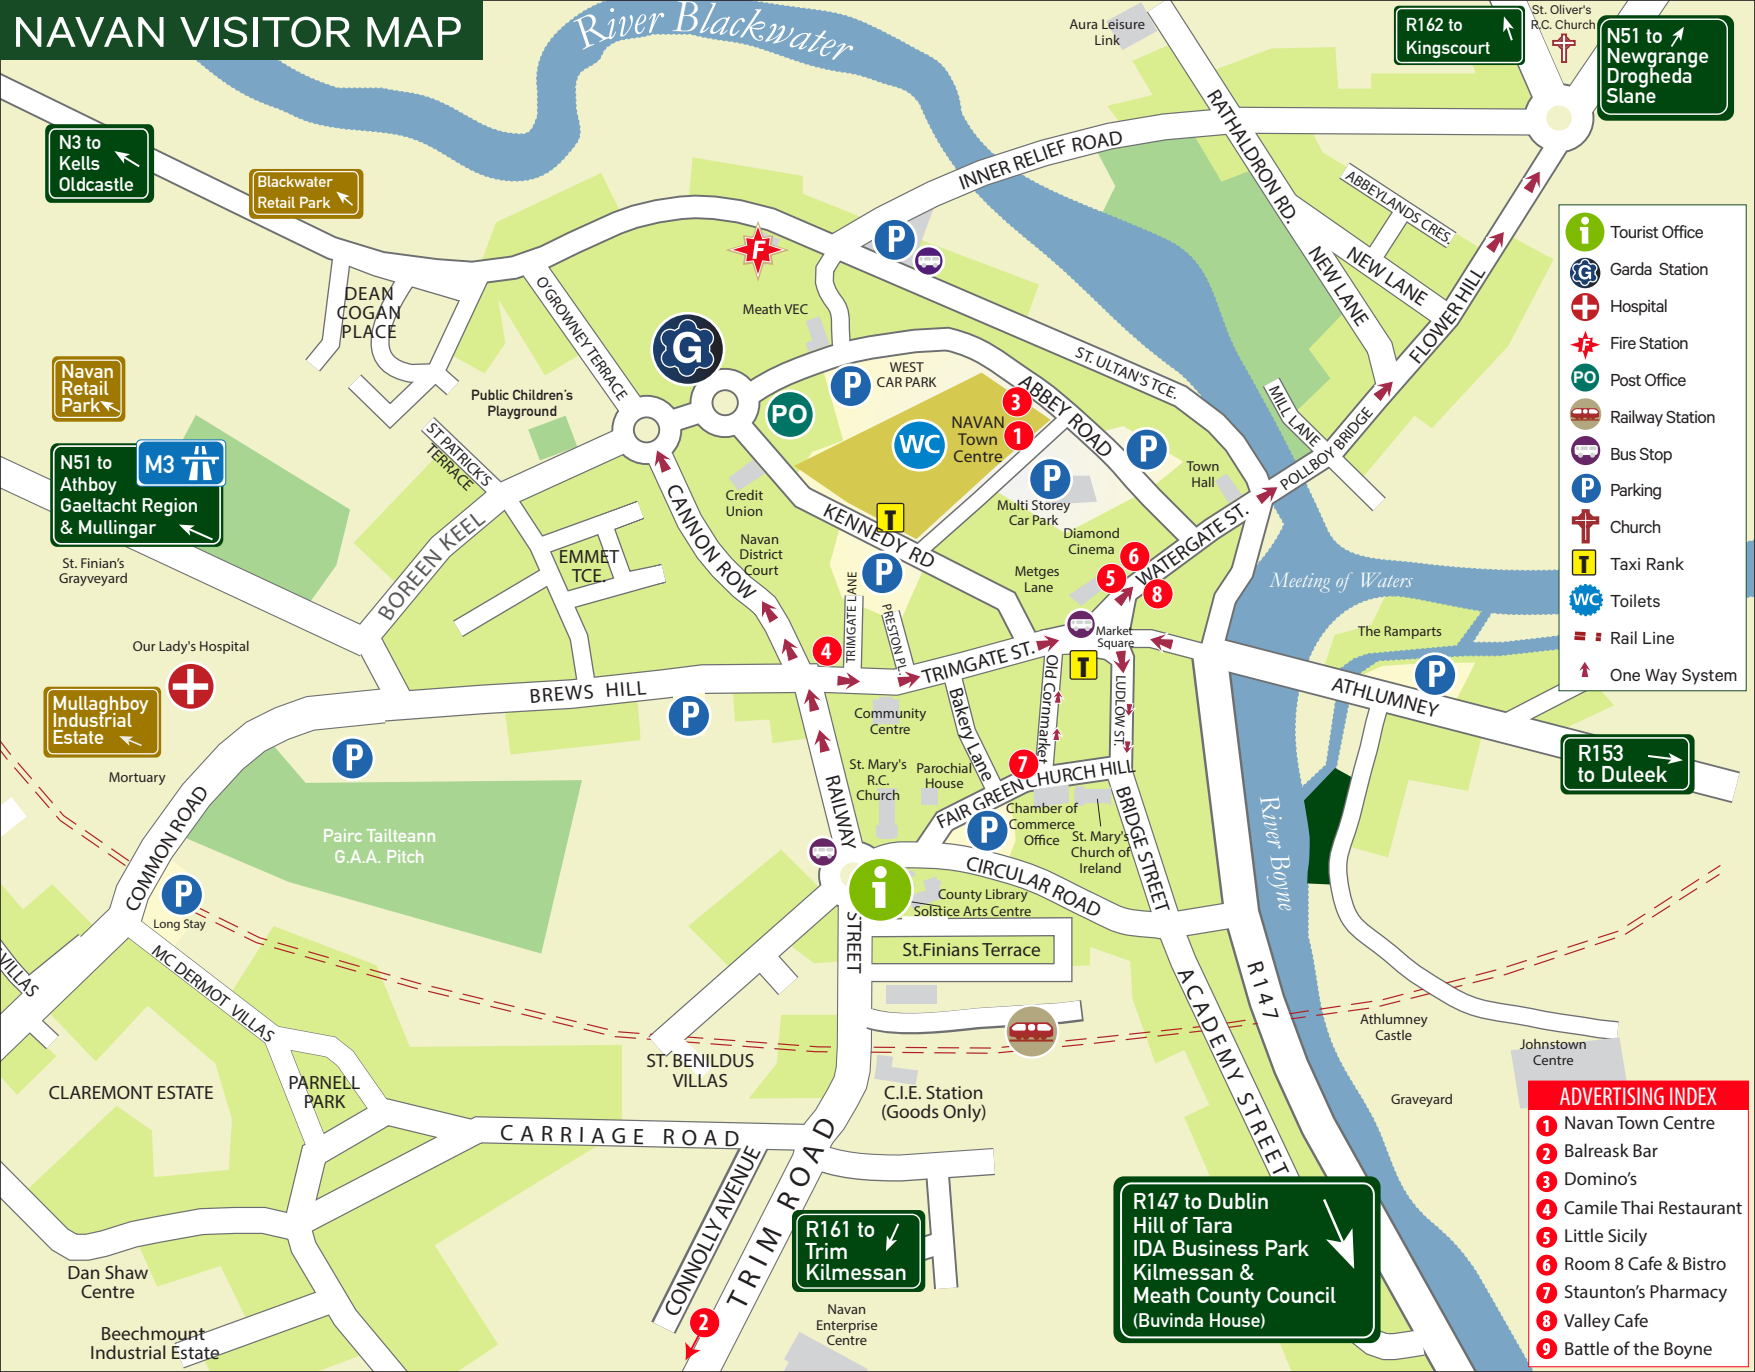 NAVAN VISITOR MAP
River Blackwater
Aura Leisure
Link
R162 to
Kingscourt
St. Oliver's
R.C. Church
N51 to
Newgrange
Drogheda
Slane
N3 to
Kells
Oldcastle
Blackwater
Retail Park
INNER RELIEF ROAD
RATHALDRON RD.
ABBEYLANDS CRES.
NEW LANE
NEW LANE
FLOWER HILL
F
P
DEAN
COGAN
PLACE
O'GROWNEY TERRACE
Meath VEC
G
ST. ULTAN'S TCE.
WEST
CAR PARK
P
ABBEY ROAD
MILL LANE
POLLBOY BRIDGE
Navan
Retail
Park
Public Children's
Playground
PO
WC
NAVAN
Town
Centre
3
1
P
P
Multi Storey
Car Park
Town
Hall
ST PATRICK'S
TERRACE
N51 to
Athboy
Gaeltacht Region
& Mullingar
M3
St. Finian's
Grayveyard
BOREEN KEEL
EMMET
TCE.
CANNON ROW
Credit
Union
Navan
District
Court
T
KENNEDY RD
P
TRIMGATE LANE
PRESTON PL.
Diamond
Cinema
Metges
Lane
6
5
8
WATERGATE ST.
Meeting of Waters
Market
Square
T
The Ramparts
P
ATHLUMNEY
Our Lady's Hospital
Mullaghboy
Industrial
Estate
BREWS HILL
P
4
TRIMGATE ST.
Old Cornmarket
LUDLOW ST.
Bakery Lane
Community
Centre
P
Mortuary
COMMON ROAD
Pairc Tailteann
G.A.A. Pitch
St. Mary's
R.C.
Church
Parochial
House
7
FAIR GREEN
CHURCH HILL
P
Chamber of
Commerce
Office
St. Mary's
Church of
Ireland
BRIDGE STREET
River Boyne
R153
to Duleek
P
Long Stay
RAILWAY
STREET
i
CIRCULAR ROAD
County Library
Solstice Arts Centre
St.Finians Terrace
VILLAS
MC DERMOT VILLAS
ACADEMY STREET
R147
Athlumney
Castle
Johnstown
Centre
Graveyard
ST. BENILDUS
VILLAS
C.I.E. Station
(Goods Only)
CLAREMONT ESTATE
PARNELL
PARK
CARRIAGE ROAD
CONNOLLY AVENUE
TRIM ROAD
2
R161 to
Trim
Kilmessan
Navan
Enterprise
Centre
Dan Shaw
Centre
Beechmount
Industrial Estate
R147 to Dublin
Hill of Tara
IDA Business Park
Kilmessan &
Meath County Council
(Buvinda House)
i Tourist Office
G Garda Station
Hospital
F Fire Station
PO Post Office
Railway Station
Bus Stop
P Parking
Church
T Taxi Rank
WC Toilets
Rail Line
One Way System
ADVERTISING INDEX
1 Navan Town Centre
2 Balreask Bar
3 Domino's
4 Camile Thai Restaurant
5 Little Sicily
6 Room 8 Cafe & Bistro
7 Staunton's Pharmacy
8 Valley Cafe
9 Battle of the Boyne